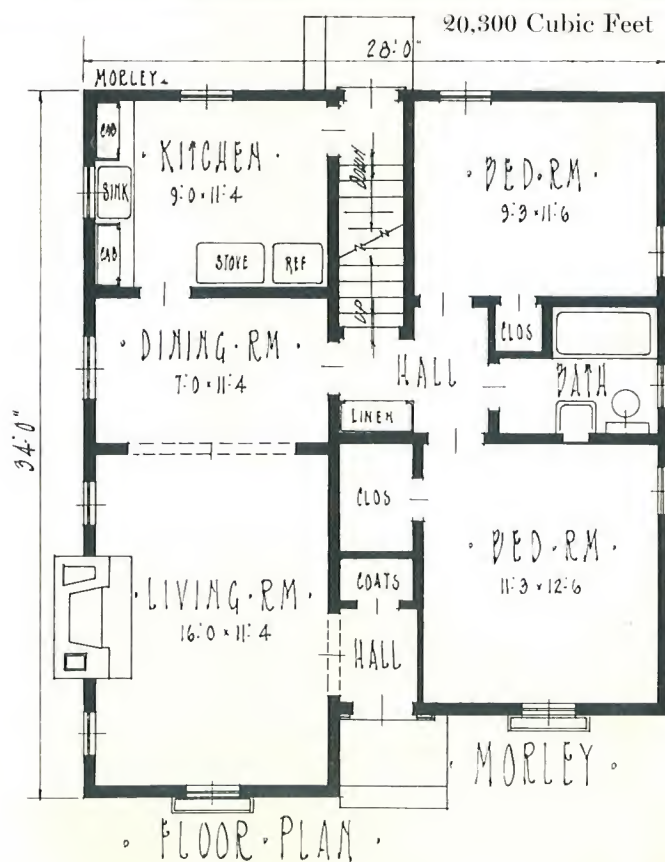 20,300 Cubic Feet
28'·0"
MORLEY
34'·0"
CAB
SINK
CAB
· KITCHEN ·
9'·0 × 11'·4
STOVE
REF
DOWN
UP
· BED·RM ·
9'·3 × 11'·6
CLOS
· DINING·RM ·
7'·0 × 11'·4
HALL
BATH
LINEN
CLOS
COATS
· LIVING·RM ·
16'·0 × 11'·4
HALL
· BED·RM ·
11'·3 × 12'·6
· MORLEY ·
· FLOOR·PLAN ·